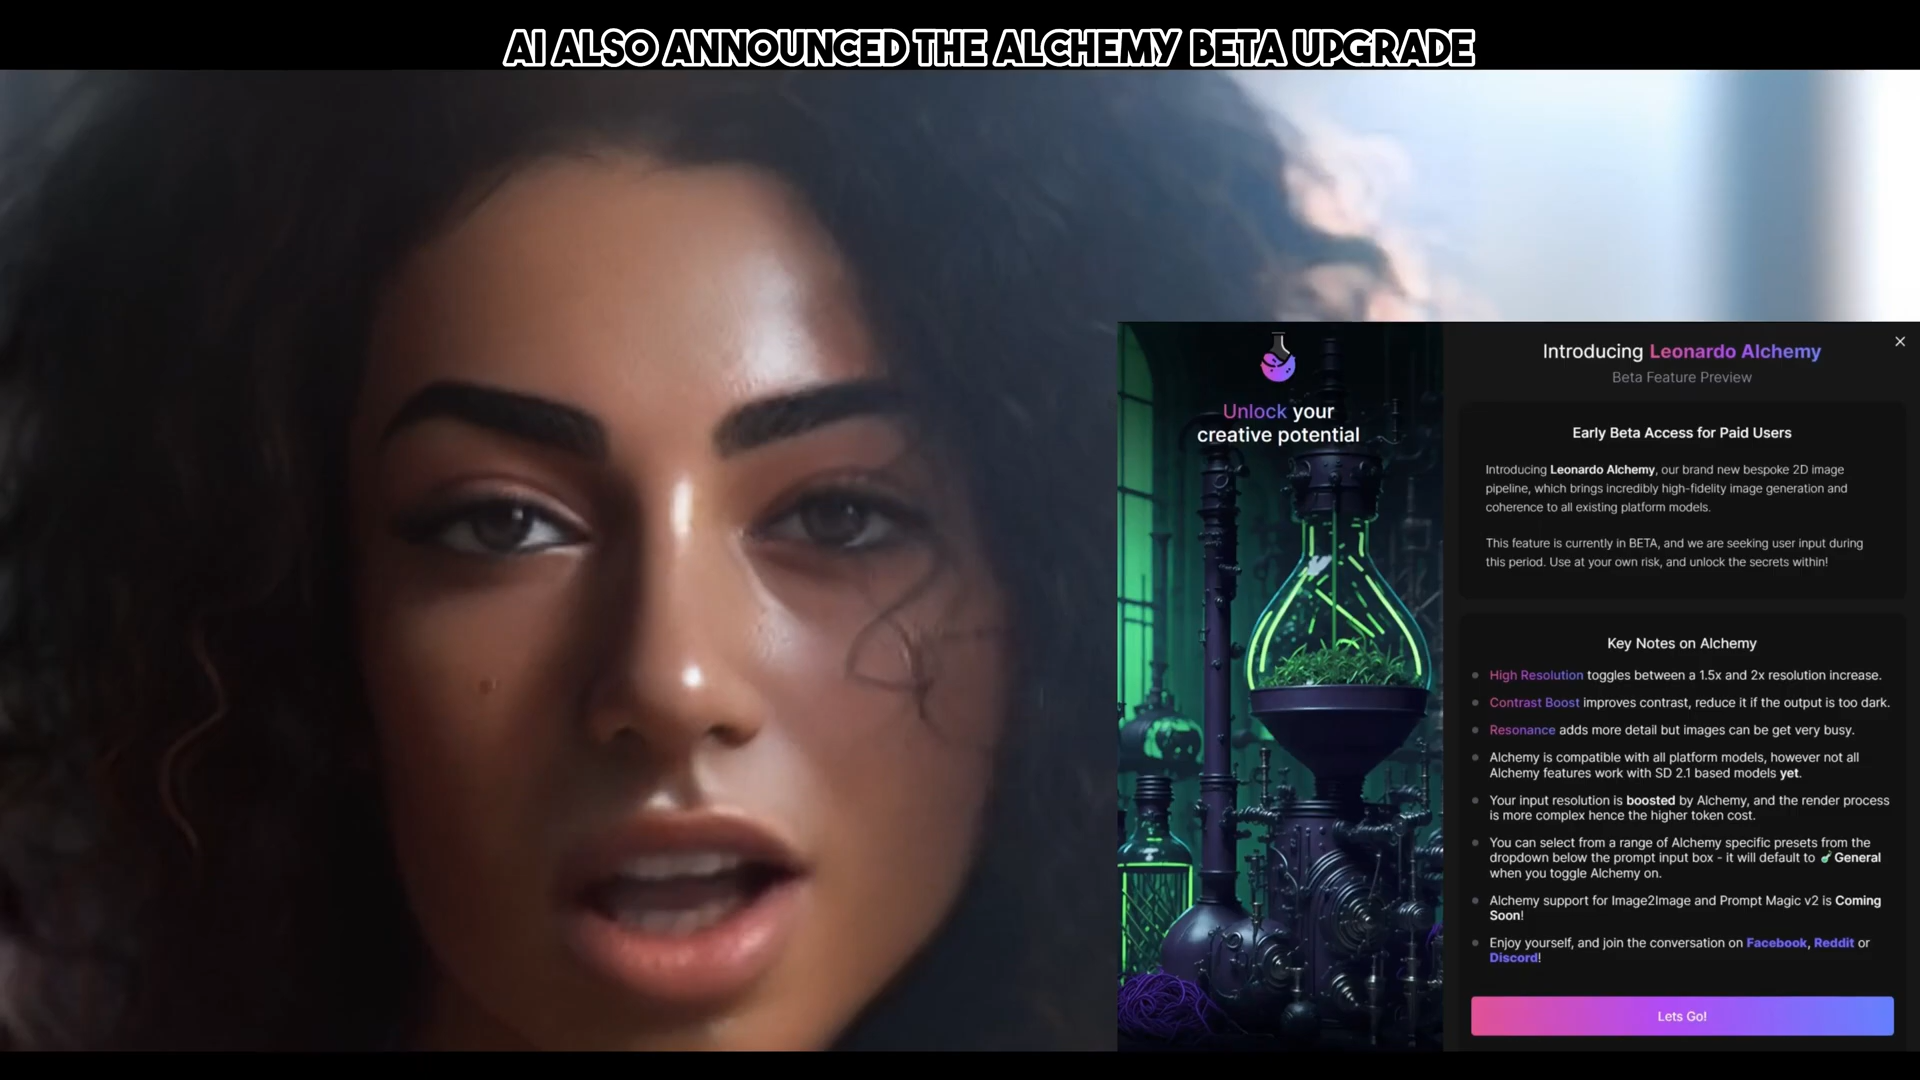 AI ALSO ANNOUNCED THE ALCHEMY BETA UPGRADE
Unlock your
creative potential
Introducing Leonardo Alchemy
Beta Feature Preview
Early Beta Access for Paid Users
Introducing Leonardo Alchemy, our brand new bespoke 2D image
pipeline, which brings incredibly high-fidelity image generation and
coherence to all existing platform models.
This feature is currently in BETA, and we are seeking user input during
this period. Use at your own risk, and unlock the secrets within!
Key Notes on Alchemy
High Resolution toggles between a 1.5x and 2x resolution increase.
Contrast Boost improves contrast, reduce it if the output is too dark.
Resonance adds more detail but images can be get very busy.
Alchemy is compatible with all platform models, however not all
Alchemy features work with SD 2.1 based models yet.
Your input resolution is boosted by Alchemy, and the render process
is more complex hence the higher token cost.
You can select from a range of Alchemy specific presets from the
dropdown below the prompt input box - it will default to General
when you toggle Alchemy on.
Alchemy support for Image2Image and Prompt Magic v2 is Coming
Soon!
Enjoy yourself, and join the conversation on Facebook, Reddit or
Discord!
Lets Go!